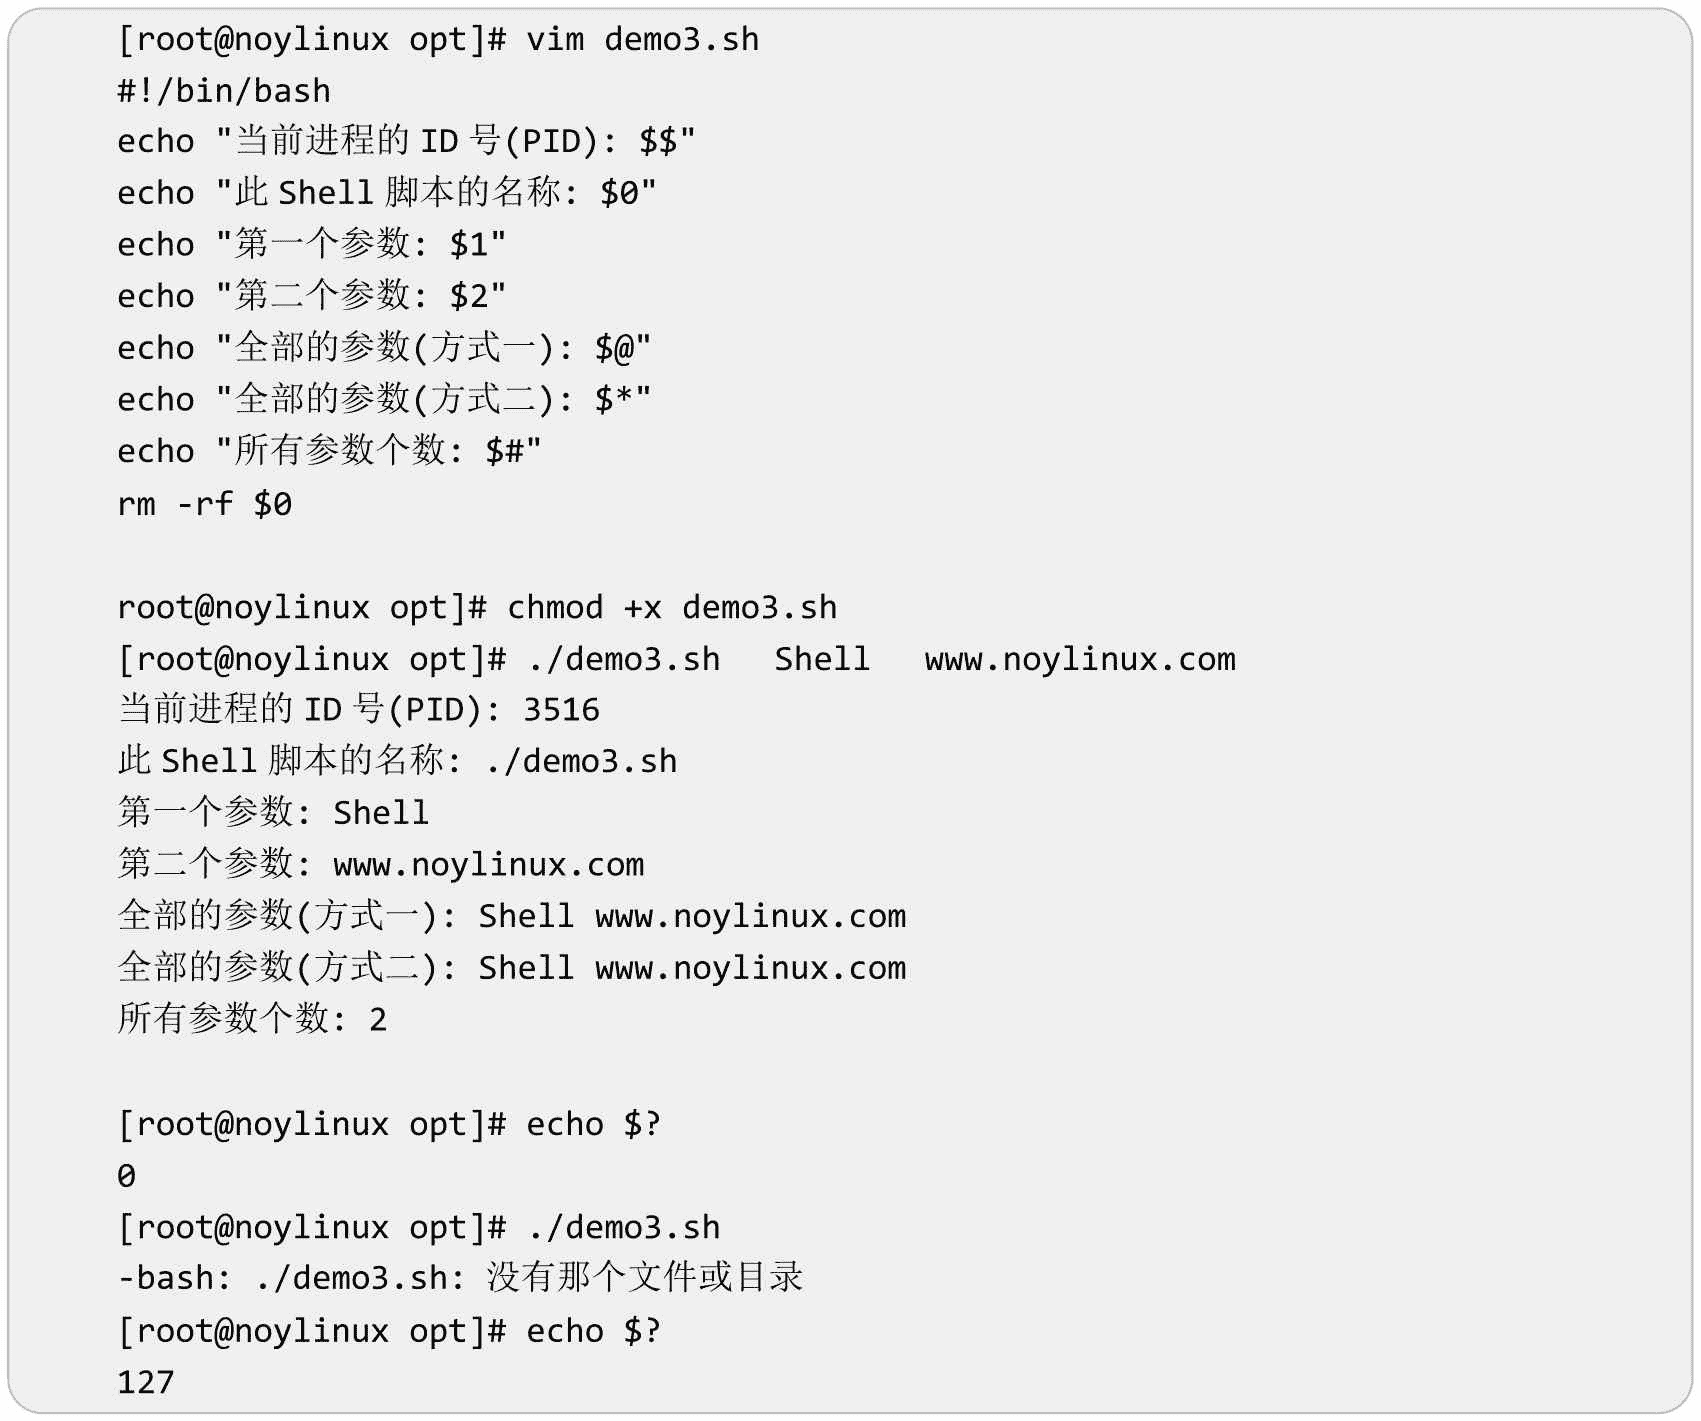 [root@noylinux opt]# vim demo3.sh
#!/bin/bash
echo "当前进程的 ID 号(PID): $$"
echo "此 Shell 脚本的名称: $0"
echo "第一个参数: $1"
echo "第二个参数: $2"
echo "全部的参数(方式一): $@"
echo "全部的参数(方式二): $*"
echo "所有参数个数: $#"
rm -rf $0
root@noylinux opt]# chmod +x demo3.sh
[root@noylinux opt]# ./demo3.sh   Shell   www.noylinux.com
当前进程的 ID 号(PID): 3516
此 Shell 脚本的名称: ./demo3.sh
第一个参数: Shell
第二个参数: www.noylinux.com
全部的参数(方式一): Shell www.noylinux.com
全部的参数(方式二): Shell www.noylinux.com
所有参数个数: 2
[root@noylinux opt]# echo $?
0
[root@noylinux opt]# ./demo3.sh
-bash: ./demo3.sh: 没有那个文件或目录
[root@noylinux opt]# echo $?
127